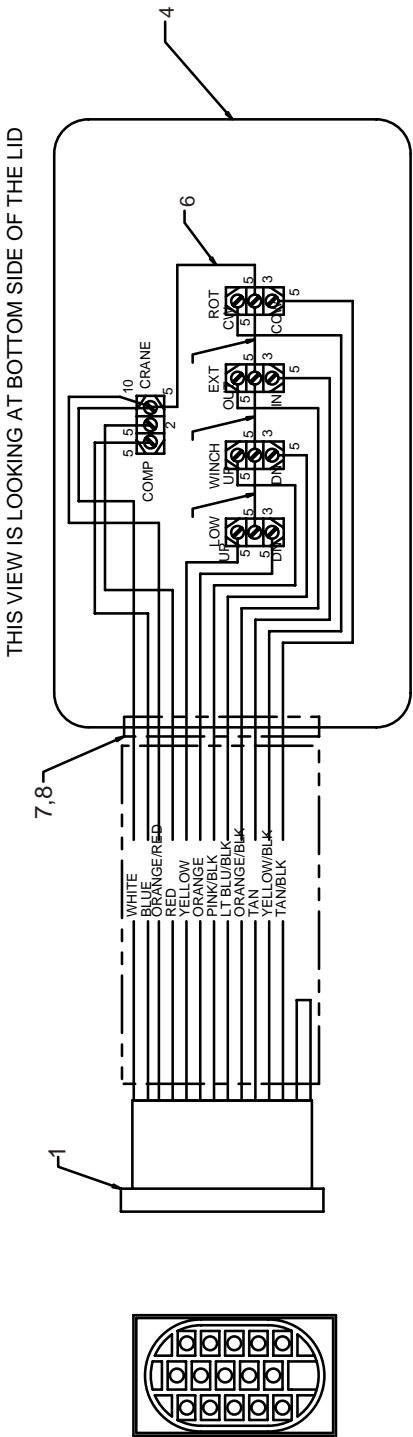 THIS VIEW IS LOOKING AT BOTTOM SIDE OF THE LID
4
7,8
1
6
10
CRANE
5
5
COMP
2
LOW
WINCH
EXT
ROT
UP
UP
OUT
CW
5
5
5
5
5
5
5
5
3
3
3
3
DN
DN
IN
CCW
5
5
5
WHITE
BLUE
ORANGE/RED
RED
YELLOW
ORANGE
PINK/BLK
LT BLU/BLK
ORANGE/BLK
TAN
YELLOW/BLK
TAN/BLK